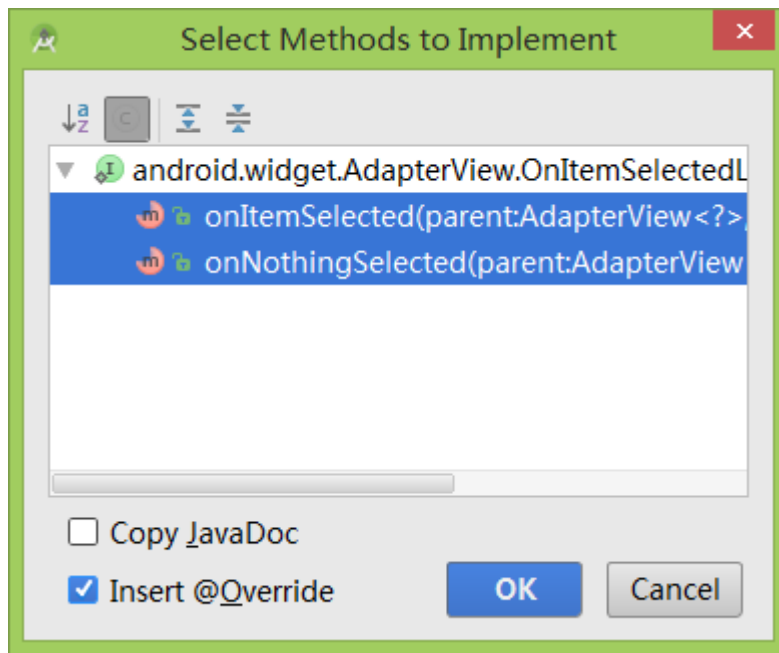 Select Methods to Implement
android.widget.AdapterView.OnItemSelectedL
onItemSelected(parent:AdapterView<?>,
onNothingSelected(parent:AdapterView
Copy JavaDoc
Insert @Override
OK
Cancel